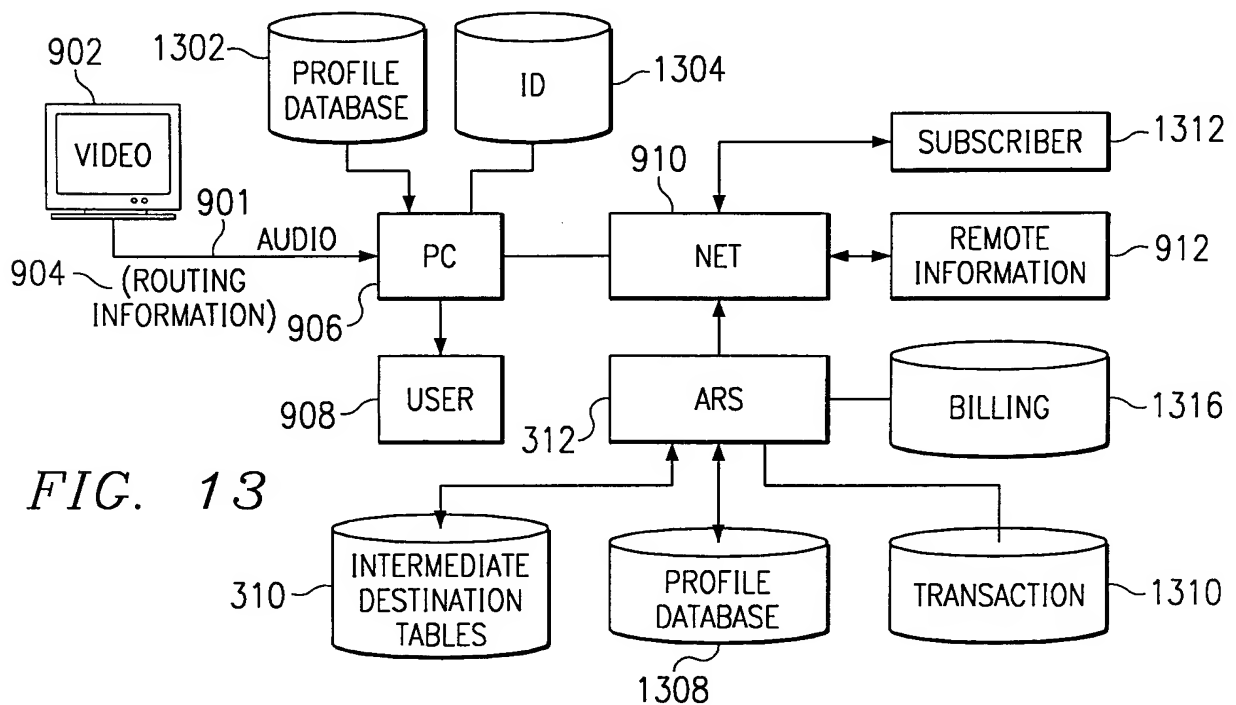 1302
902
PROFILE
DATABASE
ID
1304
VIDEO
910
SUBSCRIBER
1312
901
AUDIO
904
(ROUTING
INFORMATION)
PC
906
NET
REMOTE
INFORMATION
912
USER
908
ARS
312
BILLING
1316
FIG. 13
INTERMEDIATE
DESTINATION
TABLES
310
PROFILE
DATABASE
1308
TRANSACTION
1310